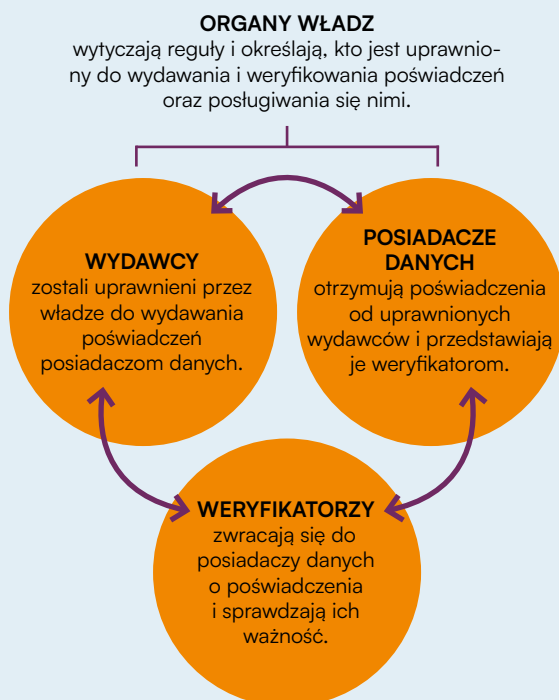 ORGANY WŁADZ
wytyczają reguły i określają, kto jest uprawnio-
ny do wydawania i weryfikowania poświadczeń
oraz posługiwania się nimi.
WYDAWCY
zostali uprawnieni przez
władze do wydawania
poświadczeń
posiadaczom danych.
POSIADACZE
DANYCH
otrzymują poświadczenia
od uprawnionych
wydawców i przedstawiają
je weryfikatorom.
WERYFIKATORZY
zwracają się do
posiadaczy danych
o poświadczenia
i sprawdzają ich
ważność.